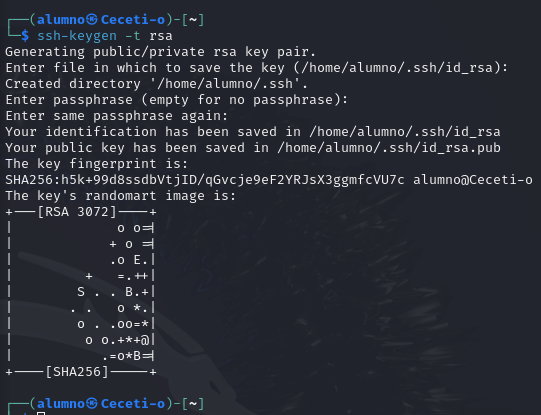 ┌──(alumno㉿Ceceti-o)-[~]
└─$ ssh-keygen -t rsa
Generating public/private rsa key pair.
Enter file in which to save the key (/home/alumno/.ssh/id_rsa):
Created directory '/home/alumno/.ssh'.
Enter passphrase (empty for no passphrase):
Enter same passphrase again:
Your identification has been saved in /home/alumno/.ssh/id_rsa
Your public key has been saved in /home/alumno/.ssh/id_rsa.pub
The key fingerprint is:
SHA256:h5k+99d8ssdbVtjID/qGvcje9eF2YRJsX3ggmfcVU7c alumno@Ceceti-o
The key's randomart image is:
+---[RSA 3072]----+
|             o o=|
|            + o =|
|            .o E.|
|         +   =.++|
|        S . . B.+|
|       . .   o *.|
|        o . .oo=*|
|         o o.+*+@|
|           .=o*B=|
+----[SHA256]-----+
┌──(alumno㉿Ceceti-o)-[~]